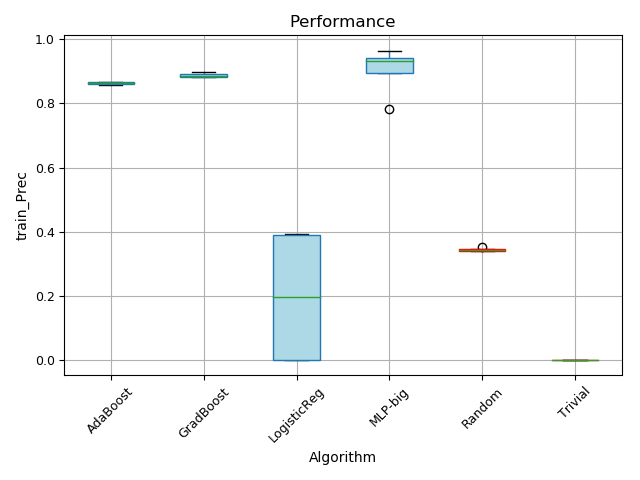 Performance
1.0
0.8
0.6
0.4
0.2
0.0
train_Prec
AdaBoost
GradBoost
LogisticReg
MLP-big
Random
Trivial
Algorithm